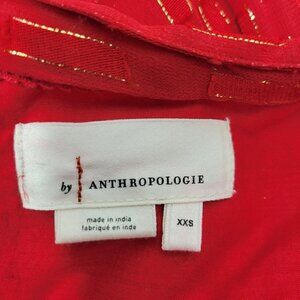 by ANTHROPOLOGIE
made in india
fabriqué en inde
XXS